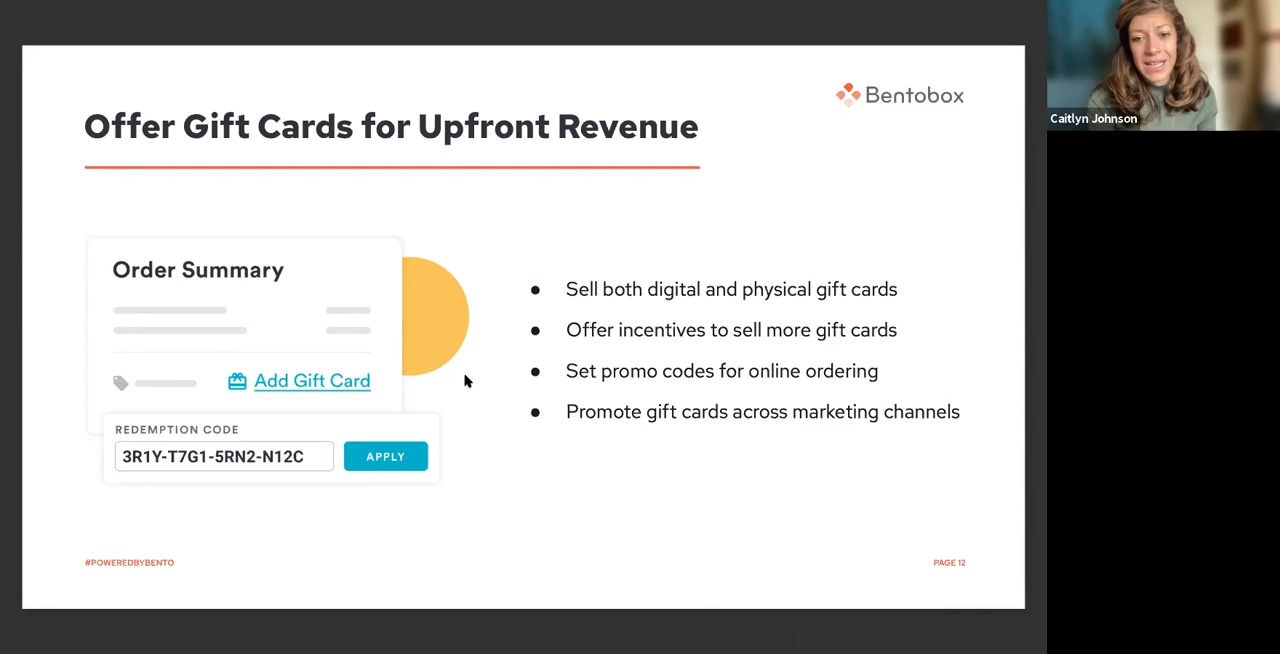 Bentobox
Offer Gift Cards for Upfront Revenue
Caitlyn Johnson
Order Summary
Add Gift Card
REDEMPTION CODE
3R1Y-T7G1-5RN2-N12C
APPLY
● Sell both digital and physical gift cards
● Offer incentives to sell more gift cards
● Set promo codes for online ordering
● Promote gift cards across marketing channels
#POWEREDBYBENTO
PAGE 12